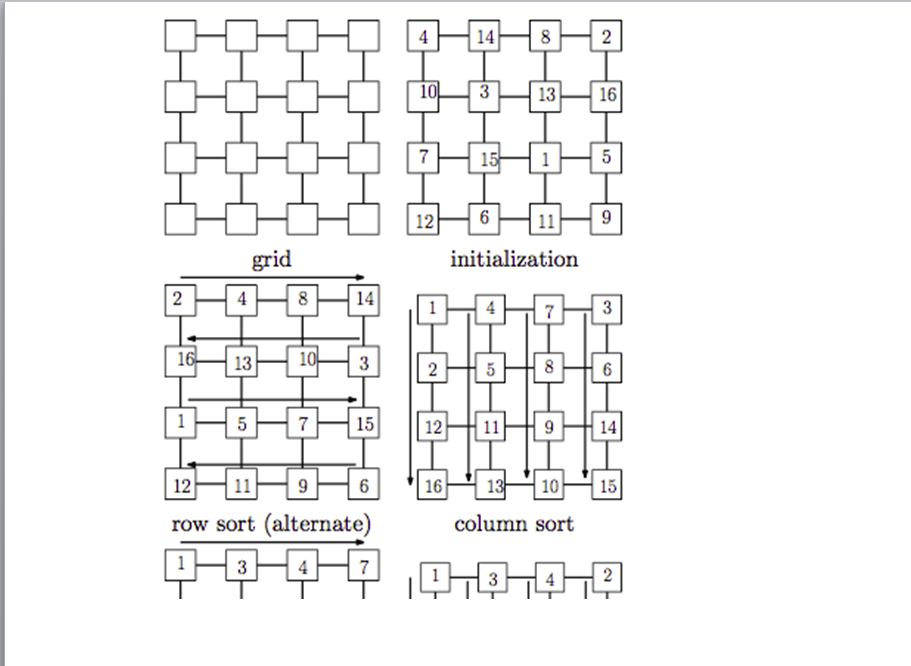 4 14 8 2
10 3 13 16
7 15 1 5
12 6 11 9
grid
initialization
2 4 8 14
16 13 10 3
1 5 7 15
12 11 9 6
1 4 7 3
2 5 8 6
12 11 9 14
16 13 10 15
row sort (alternate)
column sort
1 3 4 7
1 3 4 2